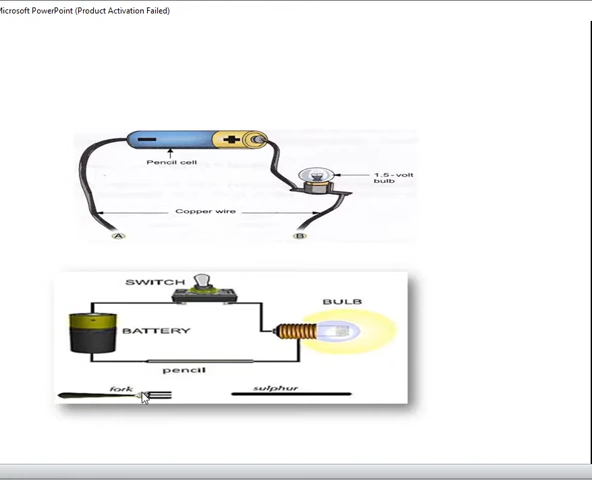 Microsoft PowerPoint (Product Activation Failed)
Pencil cell
1.5-volt
bulb
Copper wire
A
B
SWITCH
BULB
BATTERY
pencil
fork
sulphur